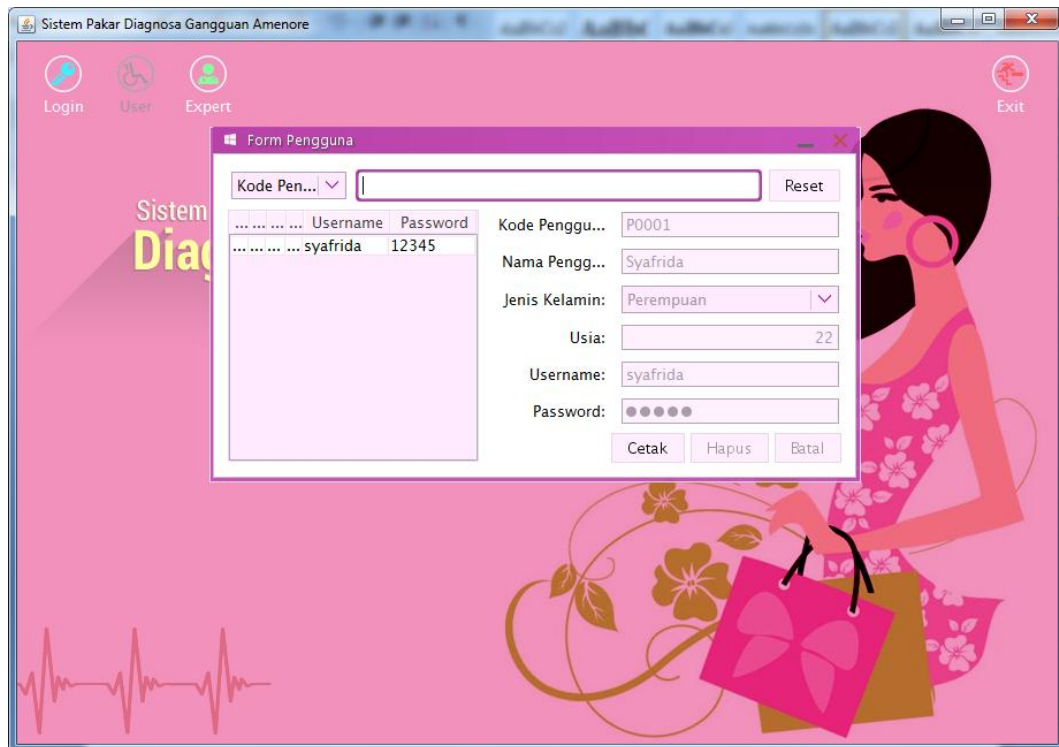 Sistem Pakar Diagnosa Gangguan Amenore
Login
User
Expert
Exit
Form Pengguna
Kode Pen...
Reset
Sistem
Diag
... ... ... ... Username Password
... ... ... ... syafrida 12345
Kode Penggu... P0001
Nama Pengg... Syafrida
Jenis Kelamin: Perempuan
Usia: 22
Username: syafrida
Password: ●●●●●
Cetak Hapus Batal